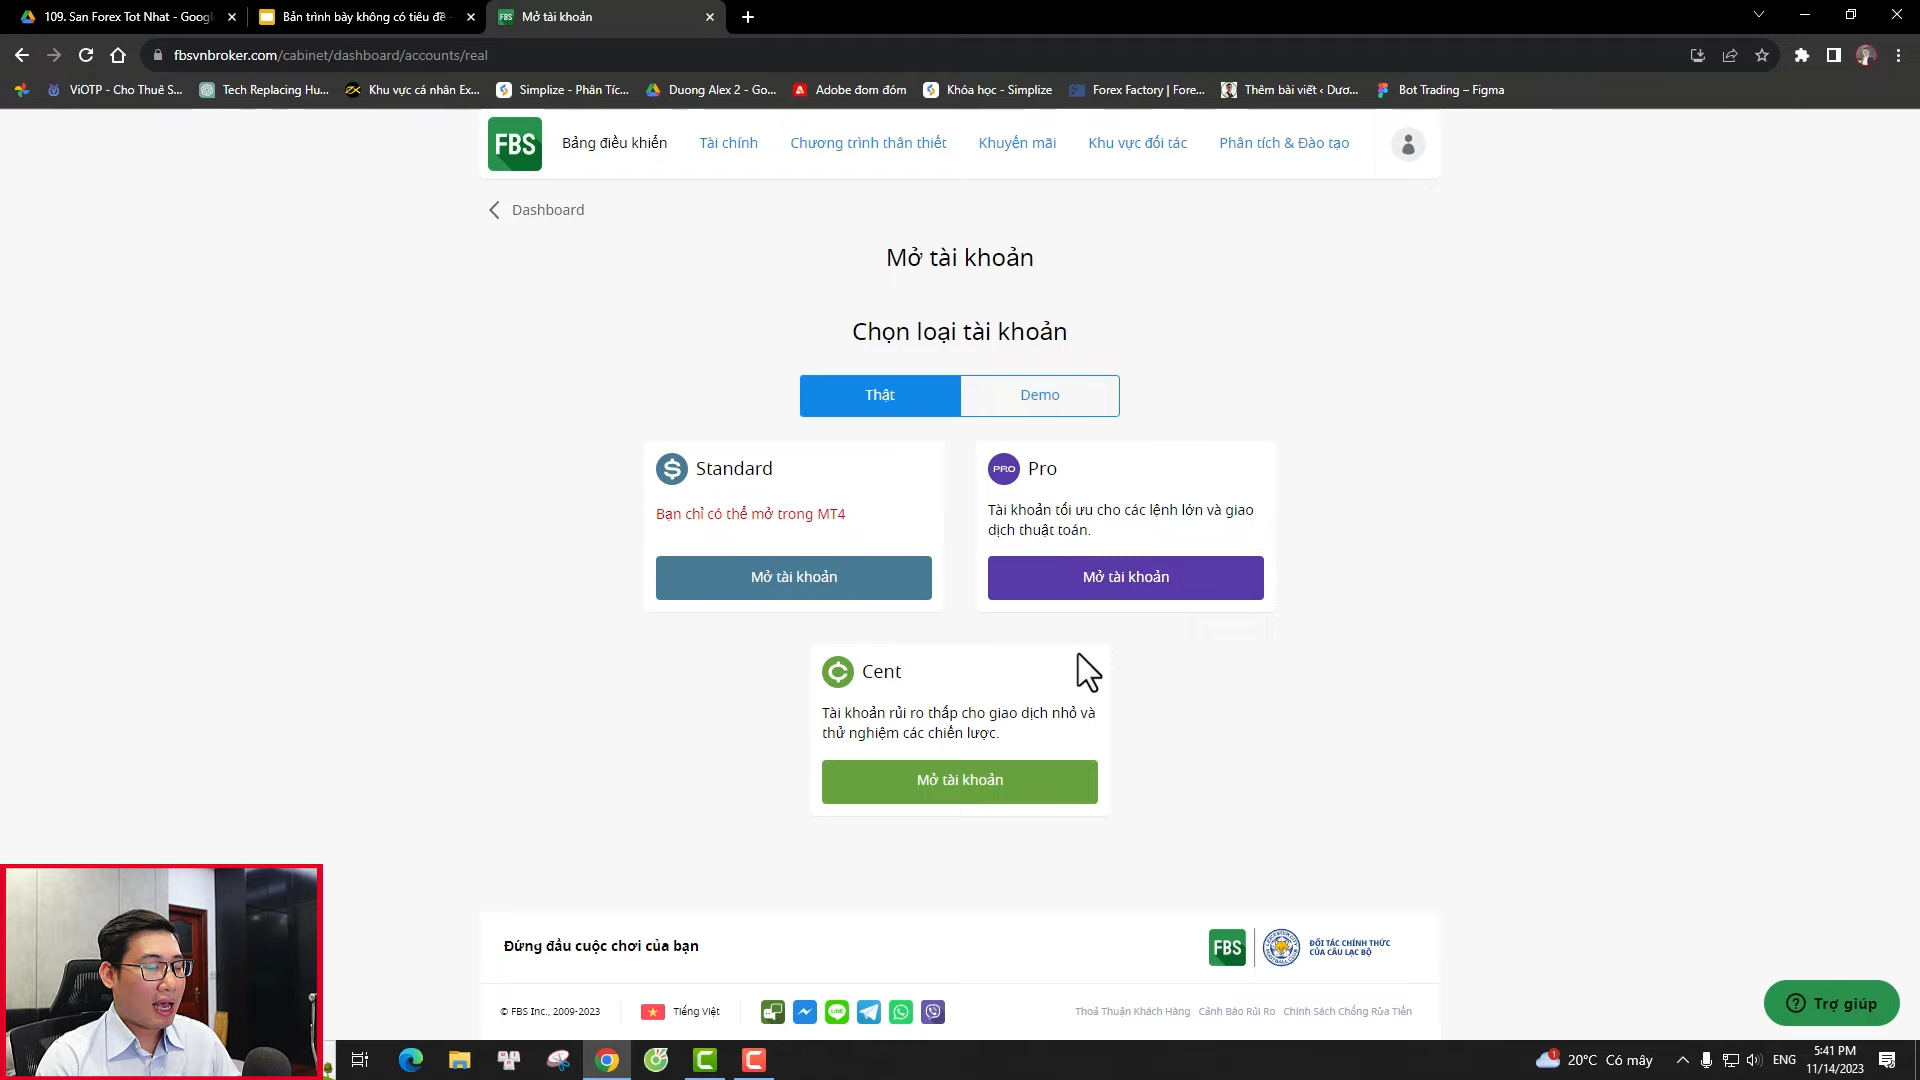 109. San Forex Tot Nhat - Googl
Bản trình bày không có tiêu đề -
FBS
Mở tài khoản
fbsvnbroker.com/cabinet/dashboard/accounts/real
ViOTP - Cho Thuê S...
Tech Replacing Hu...
Khu vực cá nhân Ex...
Simplize - Phân Tíc...
Duong Alex 2 - Go...
Adobe đom đóm
Khóa học - Simplize
Forex Factory | Fore...
Thêm bài viết ‹ Dươ...
Bot Trading – Figma
FBS
Bảng điều khiển
Tài chính
Chương trình thân thiết
Khuyến mãi
Khu vực đối tác
Phân tích & Đào tạo
Dashboard
Mở tài khoản
Chọn loại tài khoản
Thật
Demo
Standard
Bạn chỉ có thể mở trong MT4
Mở tài khoản
PRO
Pro
Tài khoản tối ưu cho các lệnh lớn và giao
dịch thuật toán.
Mở tài khoản
Cent
Tài khoản rủi ro thấp cho giao dịch nhỏ và
thử nghiệm các chiến lược.
Mở tài khoản
Đứng đầu cuộc chơi của bạn
FBS
ĐỐI TÁC CHÍNH THỨC
CỦA CÂU LẠC BỘ
© FBS Inc., 2009-2023
Tiếng Việt
Thoả Thuận Khách Hàng
Cảnh Báo Rủi Ro
Chính Sách Chống Rửa Tiền
Trợ giúp
1
20°C Có mây
ENG
5:41 PM
11/14/2023